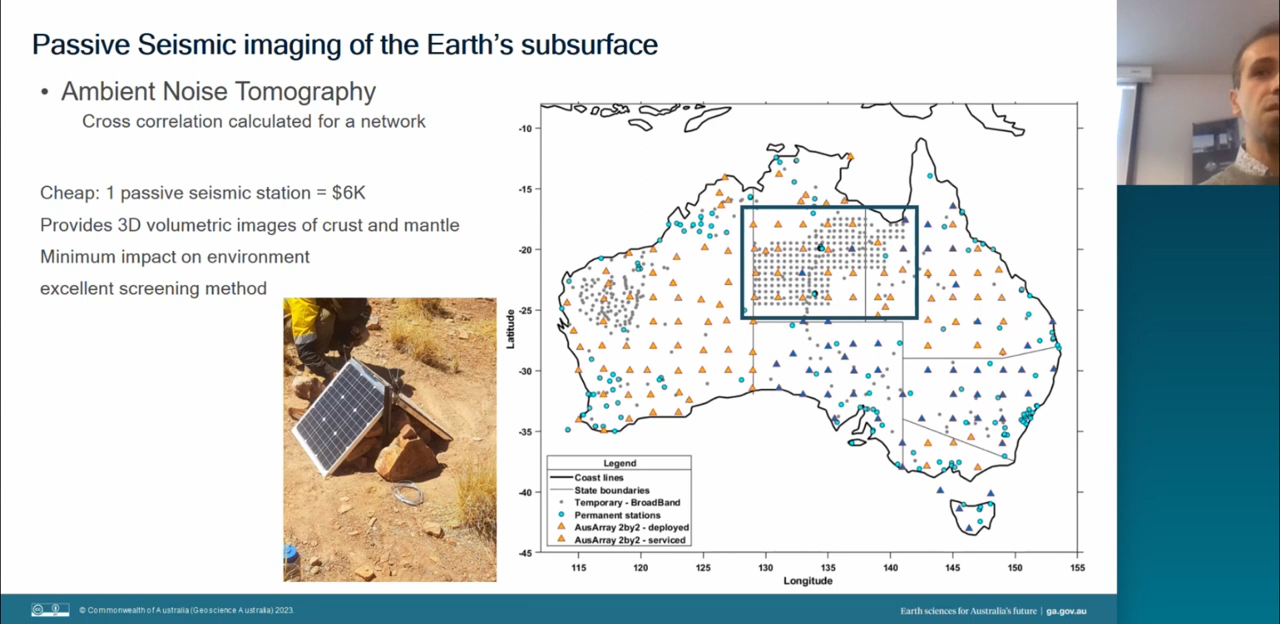 Passive Seismic imaging of the Earth's subsurface
• Ambient Noise Tomography
Cross correlation calculated for a network
Cheap: 1 passive seismic station = $6K
Provides 3D volumetric images of crust and mantle
Minimum impact on environment
excellent screening method
-10
-15
-20
-25
-30
-35
-40
-45
Latitude
115
120
125
130
135
140
145
150
155
Longitude
Legend
Coast lines
State boundaries
Temporary - BroadBand
Permanent stations
AusArray 2by2 - deployed
AusArray 2by2 - serviced
© Commonwealth of Australia (Geoscience Australia) 2023.
Earth sciences for Australia's future | ga.gov.au